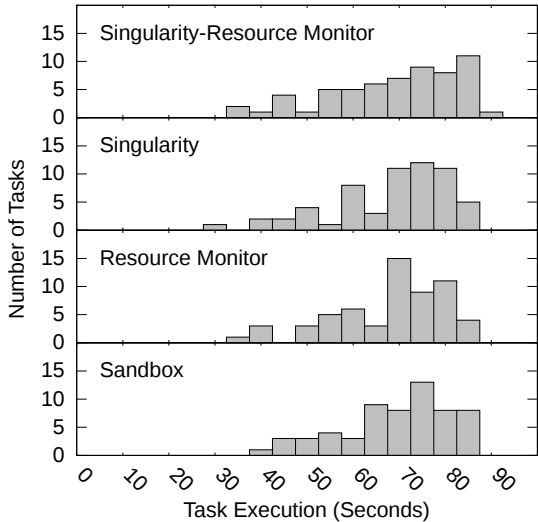 Singularity-Resource Monitor
15
10
5
0
Singularity
15
10
5
0
Resource Monitor
15
10
5
0
Sandbox
15
10
5
0
Number of Tasks
0 10 20 30 40 50 60 70 80 90
Task Execution (Seconds)